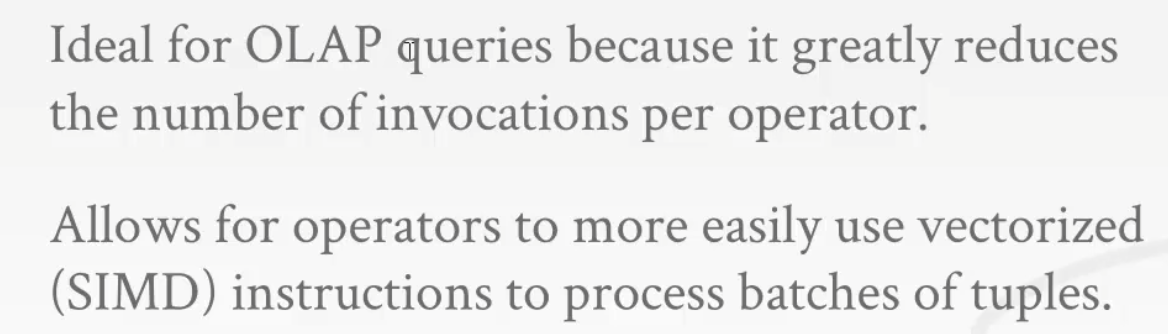 Ideal for OLAP queries because it greatly reduces
the number of invocations per operator.
Allows for operators to more easily use vectorized
(SIMD) instructions to process batches of tuples.